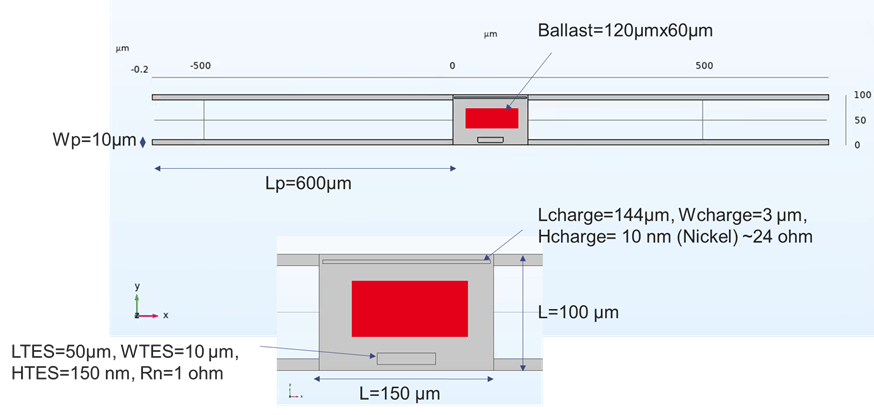 Ballast=120μmx60μm
μm
μm
-0.2
-500
0
500
100
50
0
Wp=10μm
Lp=600μm
Lcharge=144μm, Wcharge=3 μm,
Hcharge= 10 nm (Nickel) ~24 ohm
y
z
x
L=100 μm
LTES=50μm, WTES=10 μm,
HTES=150 nm, Rn=1 ohm
L=150 μm